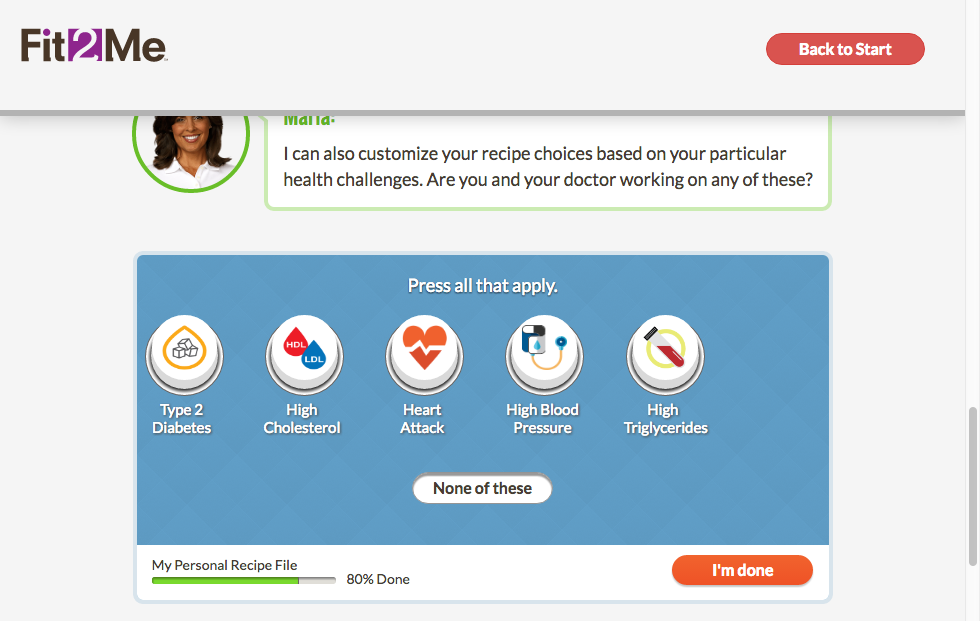 Fit2Me
Back to Start
Maria:
I can also customize your recipe choices based on your particular
health challenges. Are you and your doctor working on any of these?
Press all that apply.
HDL
LDL
Type 2
Diabetes
High
Cholesterol
Heart
Attack
High Blood
Pressure
High
Triglycerides
None of these
My Personal Recipe File
80% Done
I'm done